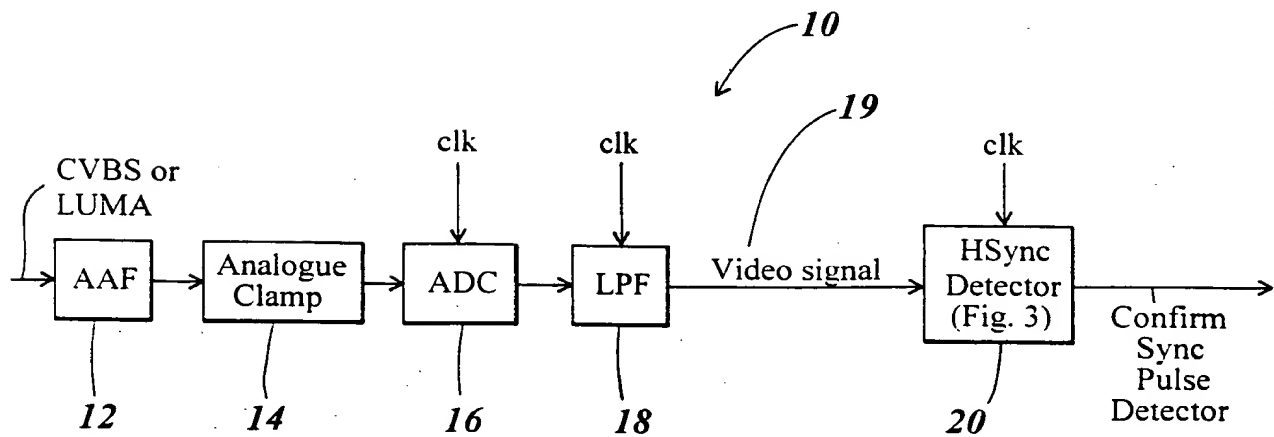 10
19
clk
clk
clk
CVBS or
LUMA
AAF
Analogue
Clamp
ADC
LPF
Video signal
HSync
Detector
(Fig. 3)
Confirm
Sync
Pulse
Detector
12
14
16
18
20